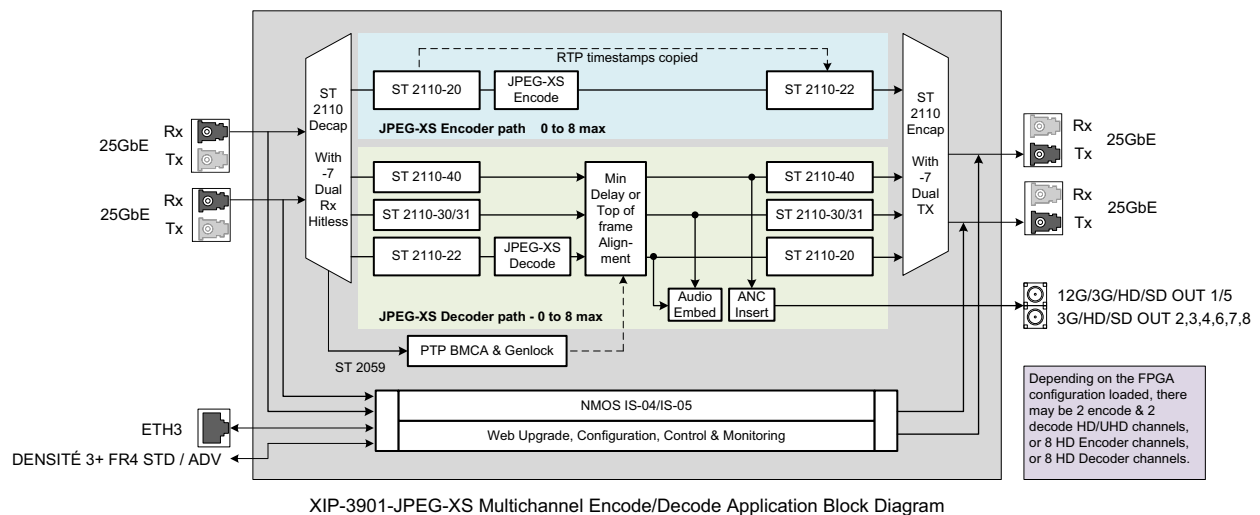 RTP timestamps copied
ST 2110-20
JPEG-XS
Encode
ST 2110-22
JPEG-XS Encoder path 0 to 8 max
ST
2110
Decap
With
-7
Dual
Rx
Hitless
ST
2110
Encap
With
-7
Dual
TX
25GbE
Rx
Tx
25GbE
Rx
Tx
Rx
Tx
25GbE
Rx
Tx
25GbE
ST 2110-40
ST 2110-30/31
ST 2110-22
JPEG-XS
Decode
Min
Delay or
Top of
frame
Align-
ment
ST 2110-40
ST 2110-30/31
ST 2110-20
Audio
Embed
ANC
Insert
JPEG-XS Decoder path - 0 to 8 max
12G/3G/HD/SD OUT 1/5
3G/HD/SD OUT 2,3,4,6,7,8
PTP BMCA & Genlock
ST 2059
NMOS IS-04/IS-05
Web Upgrade, Configuration, Control & Monitoring
ETH3
DENSITÉ 3+ FR4 STD / ADV
Depending on the FPGA
configuration loaded, there
may be 2 encode & 2
decode HD/UHD channels,
or 8 HD Encoder channels,
or 8 HD Decoder channels.
XIP-3901-JPEG-XS Multichannel Encode/Decode Application Block Diagram